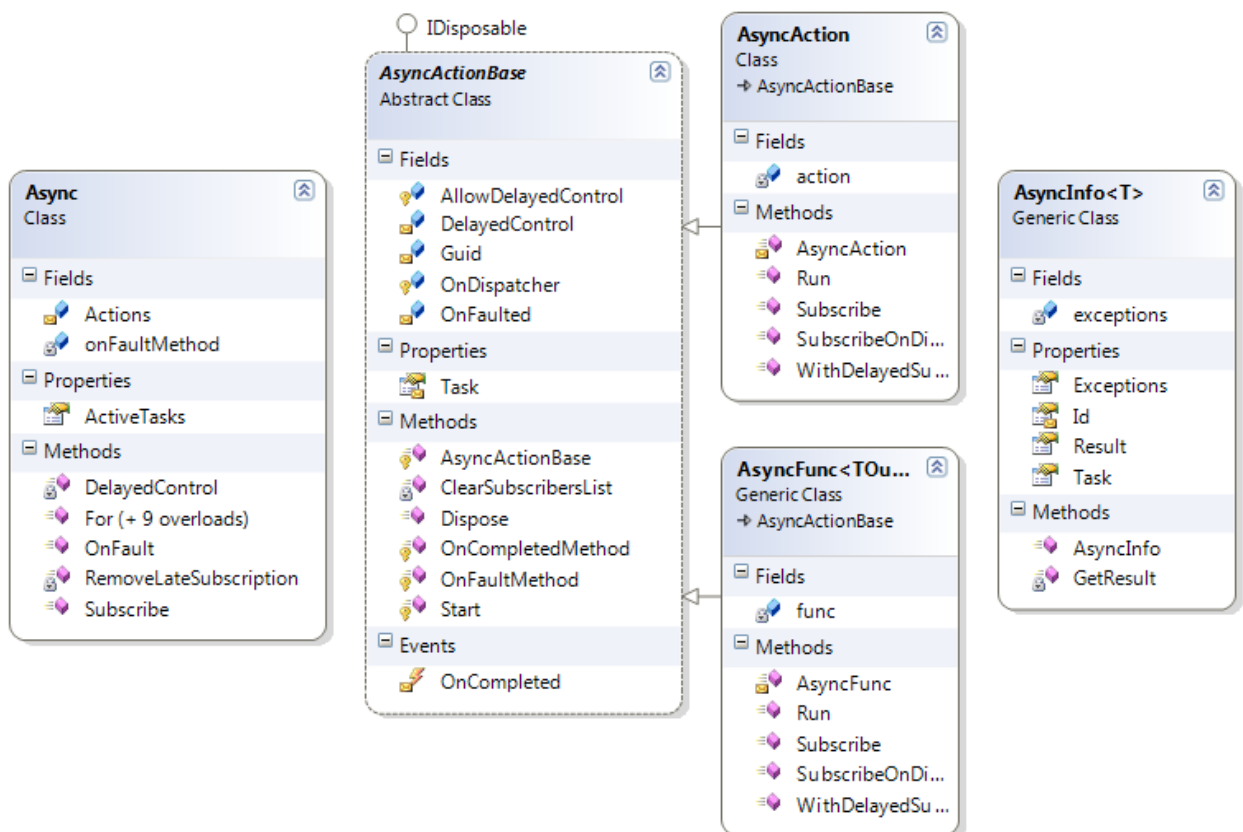 Async
Class
Fields
Actions
onFaultMethod
Properties
ActiveTasks
Methods
DelayedControl
For (+ 9 overloads)
OnFault
RemoveLateSubscription
Subscribe
IDisposable
AsyncActionBase
Abstract Class
Fields
AllowDelayedControl
DelayedControl
Guid
OnDispatcher
OnFaulted
Properties
Task
Methods
AsyncActionBase
ClearSubscribersList
Dispose
OnCompletedMethod
OnFaultMethod
Start
Events
OnCompleted
AsyncAction
Class
AsyncActionBase
Fields
action
Methods
AsyncAction
Run
Subscribe
SubscribeOnDi...
WithDelayedSu...
AsyncFunc<TOu...
Generic Class
AsyncActionBase
Fields
func
Methods
AsyncFunc
Run
Subscribe
SubscribeOnDi...
WithDelayedSu...
AsyncInfo<T>
Generic Class
Fields
exceptions
Properties
Exceptions
Id
Result
Task
Methods
AsyncInfo
GetResult